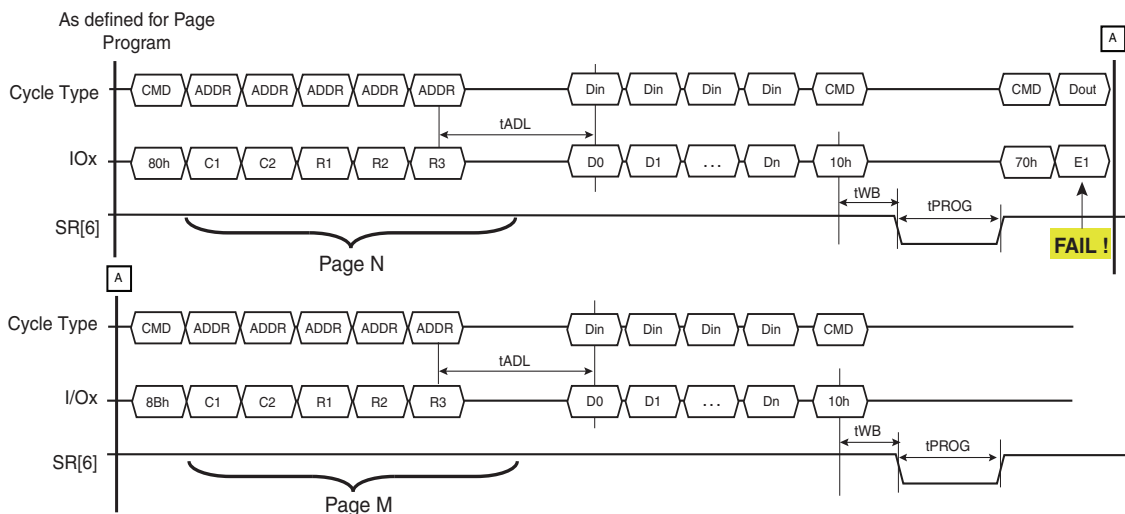 As defined for Page
Program
A
Cycle Type CMD ADDR ADDR ADDR ADDR ADDR Din Din Din Din CMD CMD Dout
tADL
IOx 80h C1 C2 R1 R2 R3 D0 D1 ... Dn 10h 70h E1
tWB tPROG
SR[6]
FAIL !
Page N
A
Cycle Type CMD ADDR ADDR ADDR ADDR ADDR Din Din Din Din CMD
tADL
I/Ox 8Bh C1 C2 R1 R2 R3 D0 D1 ... Dn 10h
tWB tPROG
SR[6]
Page M